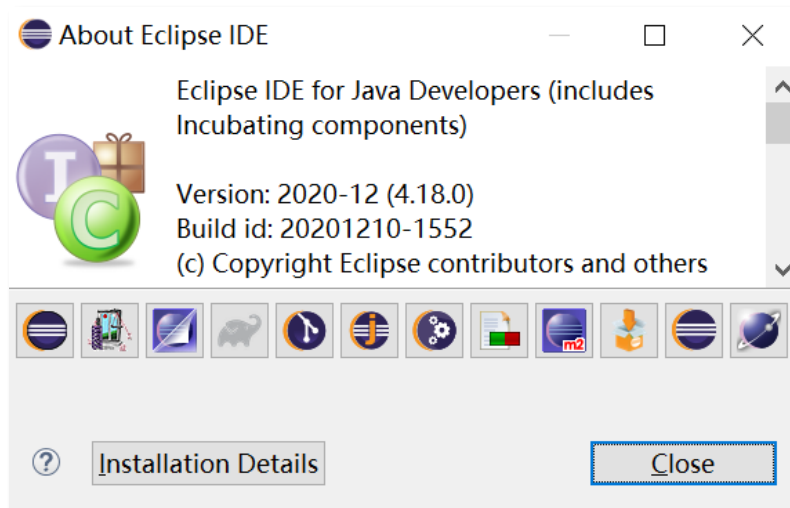 About Eclipse IDE
Eclipse IDE for Java Developers (includes
Incubating components)
Version: 2020-12 (4.18.0)
Build id: 20201210-1552
(c) Copyright Eclipse contributors and others
I
C
j
m2
?
Installation Details
Close